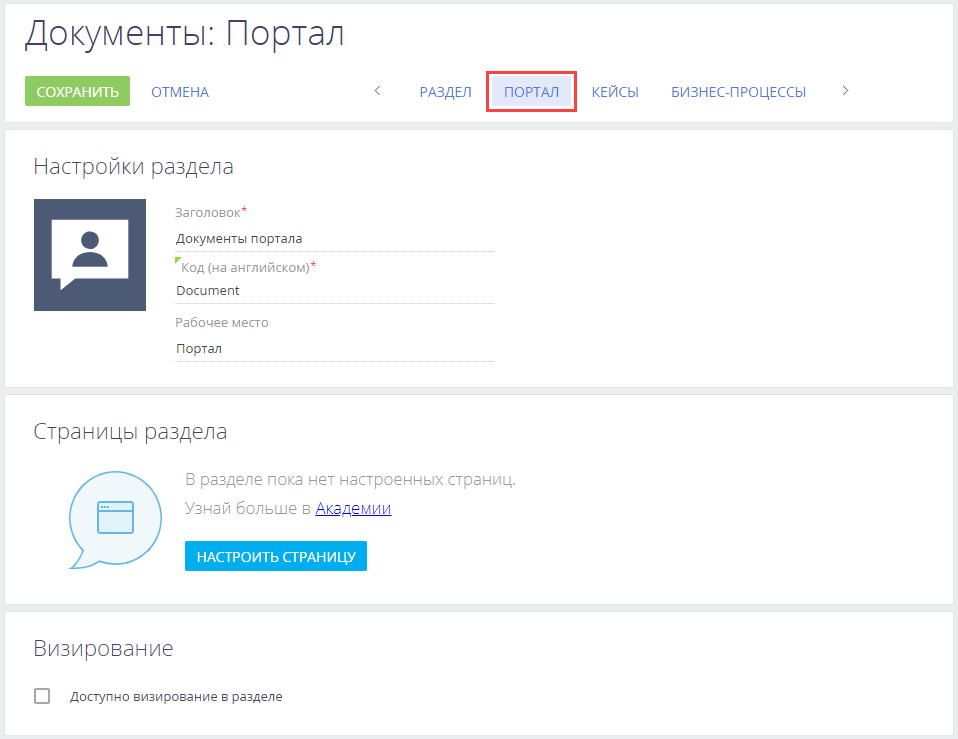 Документы: Портал
СОХРАНИТЬ ОТМЕНА РАЗДЕЛ ПОРТАЛ КЕЙСЫ БИЗНЕС-ПРОЦЕССЫ
Настройки раздела
Заголовок*
Документы портала
Код (на английском)*
Document
Рабочее место
Портал
Страницы раздела
В разделе пока нет настроенных страниц.
Узнай больше в Академии
НАСТРОИТЬ СТРАНИЦУ
Визирование
Доступно визирование в разделе